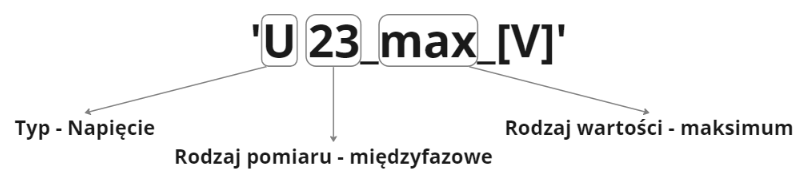 'U 23_max_[V]'
Typ - Napięcie
Rodzaj wartości - maksimum
Rodzaj pomiaru - międzyfazowe